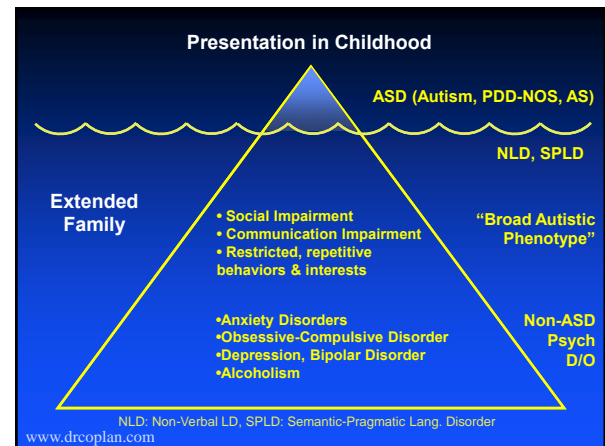 Presentation in Childhood
ASD (Autism, PDD-NOS, AS)
NLD, SPLD
Extended
Family
• Social Impairment
• Communication Impairment
• Restricted, repetitive
behaviors & interests
“Broad Autistic
Phenotype”
•Anxiety Disorders
•Obsessive-Compulsive Disorder
•Depression, Bipolar Disorder
•Alcoholism
Non-ASD
Psych
D/O
NLD: Non-Verbal LD, SPLD: Semantic-Pragmatic Lang. Disorder
www.drcoplan.com